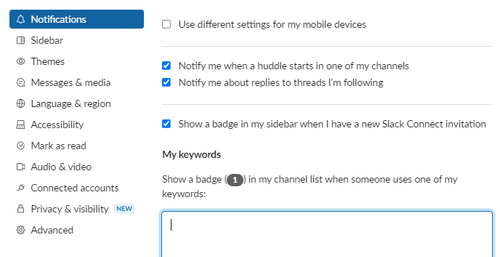 Notifications
Sidebar
Themes
Messages & media
Language & region
Accessibility
Mark as read
Audio & video
Connected accounts
Privacy & visibility NEW
Advanced
Use different settings for my mobile devices
Notify me when a huddle starts in one of my channels
Notify me about replies to threads I'm following
Show a badge in my sidebar when I have a new Slack Connect invitation
My keywords
Show a badge (1) in my channel list when someone uses one of my
keywords: